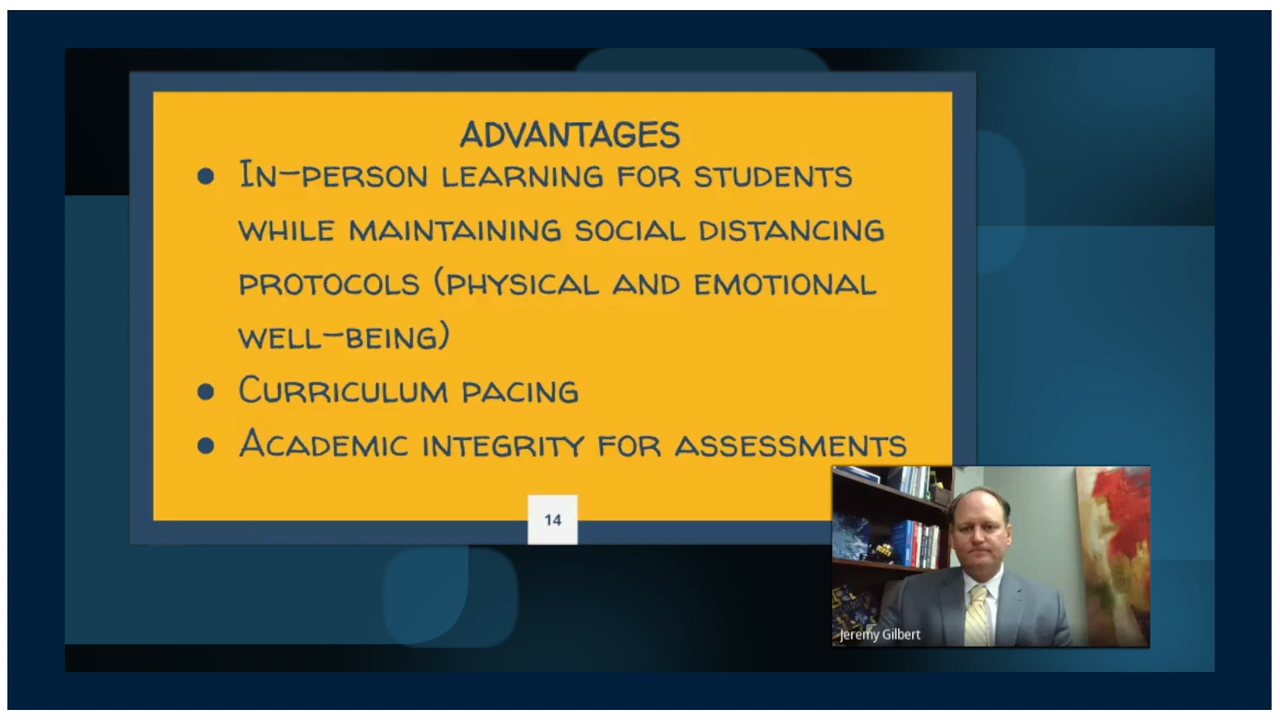 ADVANTAGES
● IN-PERSON LEARNING FOR STUDENTS
WHILE MAINTAINING SOCIAL DISTANCING
PROTOCOLS (PHYSICAL AND EMOTIONAL
WELL-BEING)
● CURRICULUM PACING
● ACADEMIC INTEGRITY FOR ASSESSMENTS
14
Jeremy Gilbert